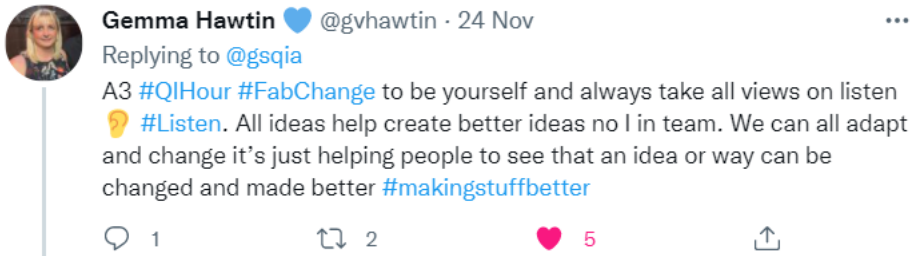 Gemma Hawtin 💙 @gvhawtin · 24 Nov
Replying to @gsqia
A3 #QIHour #FabChange to be yourself and always take all views on listen
👂 #Listen. All ideas help create better ideas no I in team. We can all adapt
and change it’s just helping people to see that an idea or way can be
changed and made better #makingstuffbetter
1 2 5